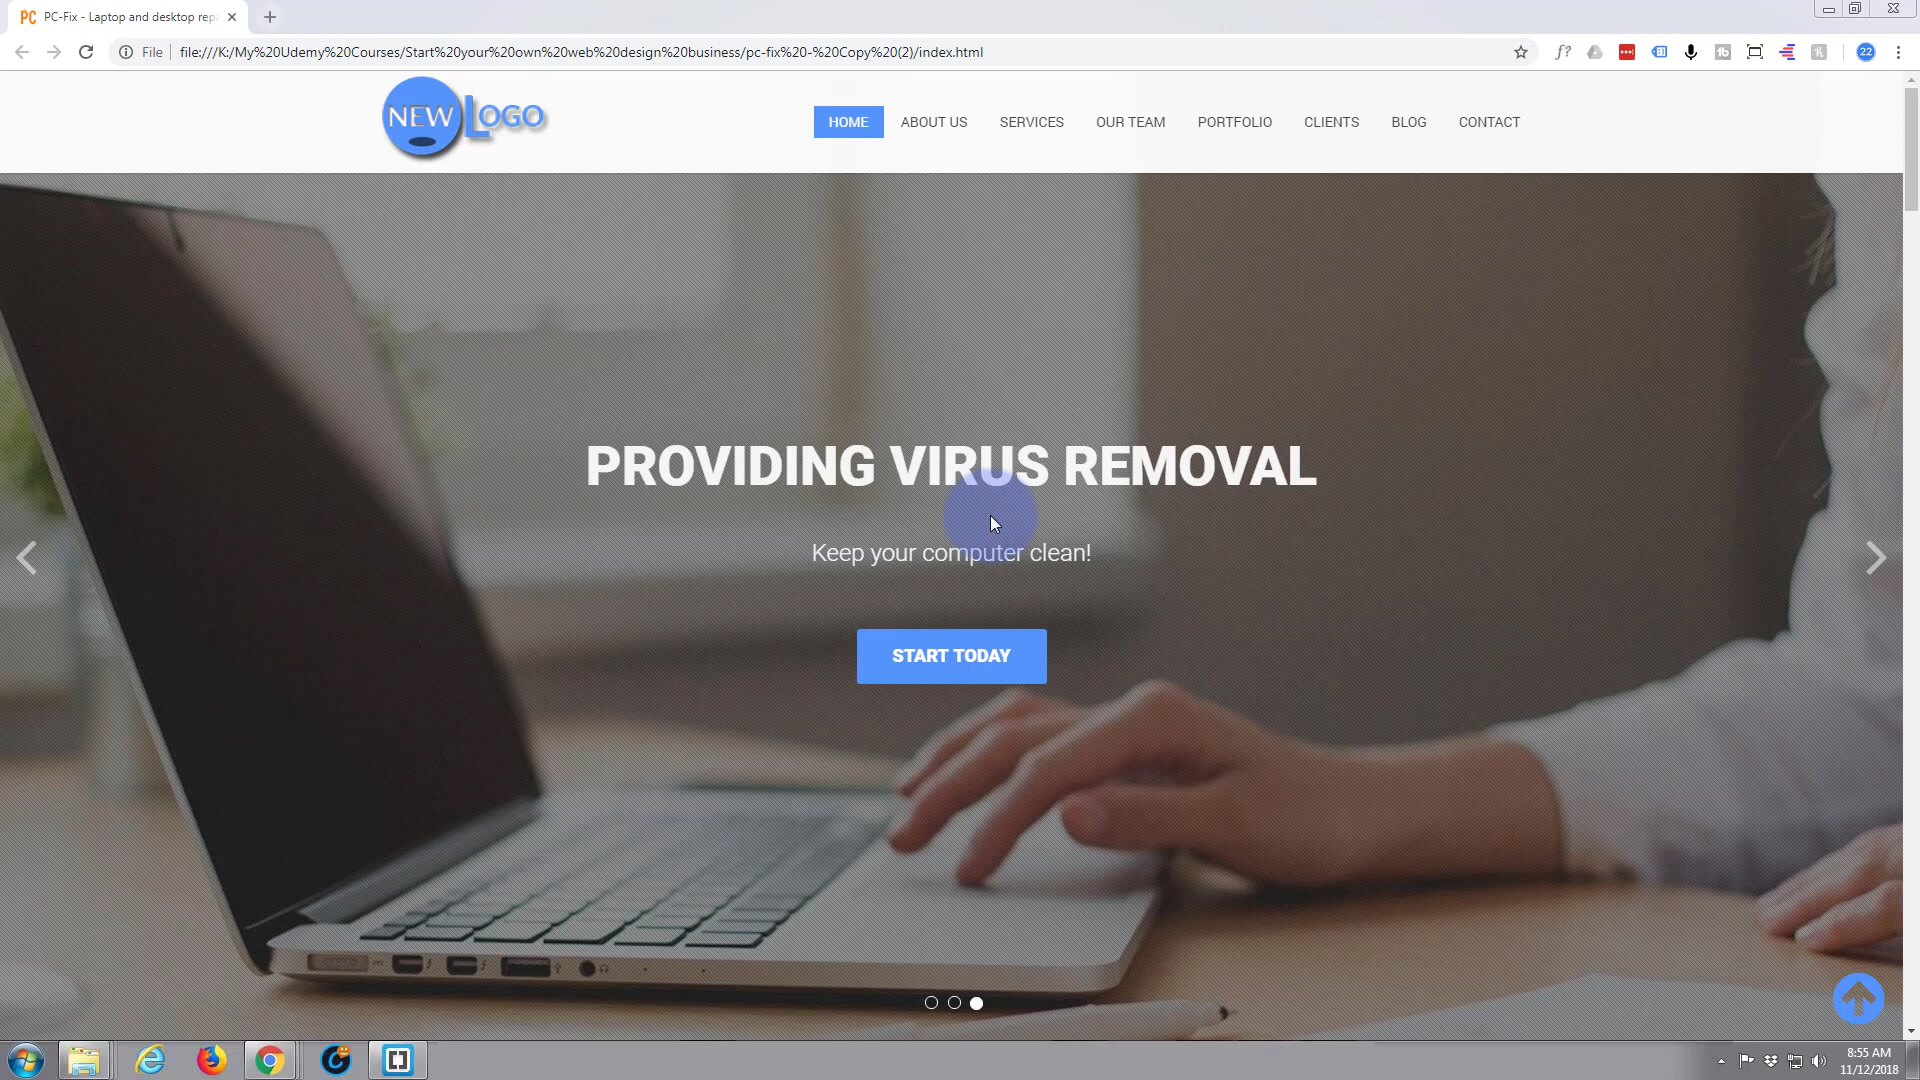 PC PC-Fix - Laptop and desktop rep
File file:///K:/My%20Udemy%20Courses/Start%20your%20own%20web%20design%20business/pc-fix%20-%20Copy%20(2)/index.html
f? 22
NEW LOGO
HOME ABOUT US SERVICES OUR TEAM PORTFOLIO CLIENTS BLOG CONTACT
PROVIDING VIRUS REMOVAL
Keep your computer clean!
START TODAY
8:55 AM
11/12/2018